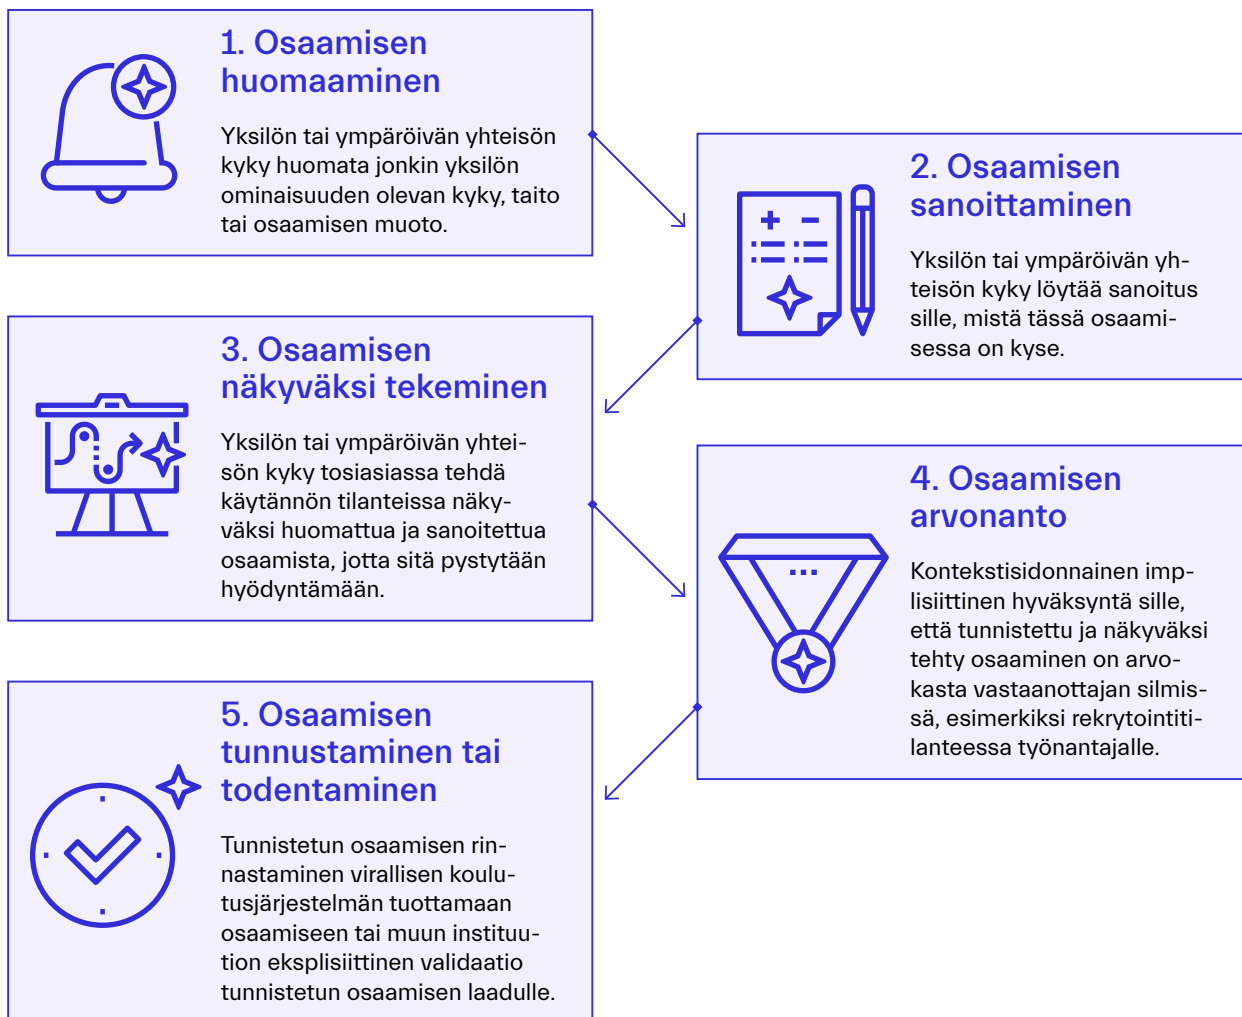 1. Osaamisen
huomaaminen
Yksilön tai ympäröivän yhteisön
kyky huomata jonkin yksilön
ominaisuuden olevan kyky, taito
tai osaamisen muoto.
2. Osaamisen
sanoittaminen
Yksilön tai ympäröivän yh-
teisön kyky löytää sanoitus
sille, mistä tässä osaami-
sessa on kyse.
3. Osaamisen
näkyväksi tekeminen
Yksilön tai ympäröivän yhtei-
sön kyky tosiasiassa tehdä
käytännön tilanteissa näky-
väksi huomattua ja sanoitettua
osaamista, jotta sitä pystytään
hyödyntämään.
4. Osaamisen
arvonanto
Kontekstisidonnainen imp-
lisiittinen hyväksyntä sille,
että tunnistettu ja näkyväksi
tehty osaaminen on arvo-
kasta vastaanottajan silmis-
sä, esimerkiksi rekrytointiti-
lanteessa työnantajalle.
5. Osaamisen
tunnustaminen tai
todentaminen
Tunnistetun osaamisen rin-
nastaminen virallisen koulu-
tusjärjestelmän tuottamaan
osaamiseen tai muun instituu-
tion eksplisiittinen validaatio
tunnistetun osaamisen laadulle.